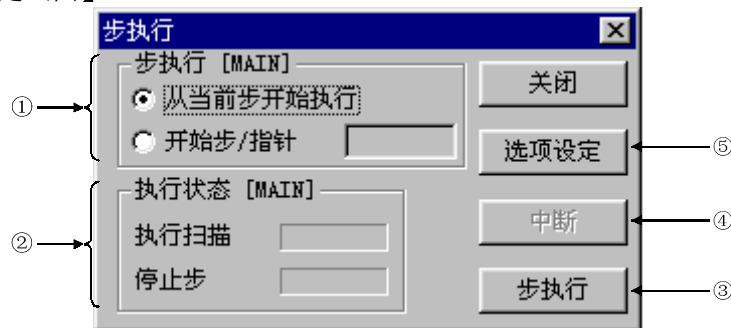 步执行
步执行 [MAIN]
从当前步开始执行
开始步/指针
执行状态 [MAIN]
执行扫描
停止步
关闭
选项设定
中断
步执行
①
②
⑤
④
③